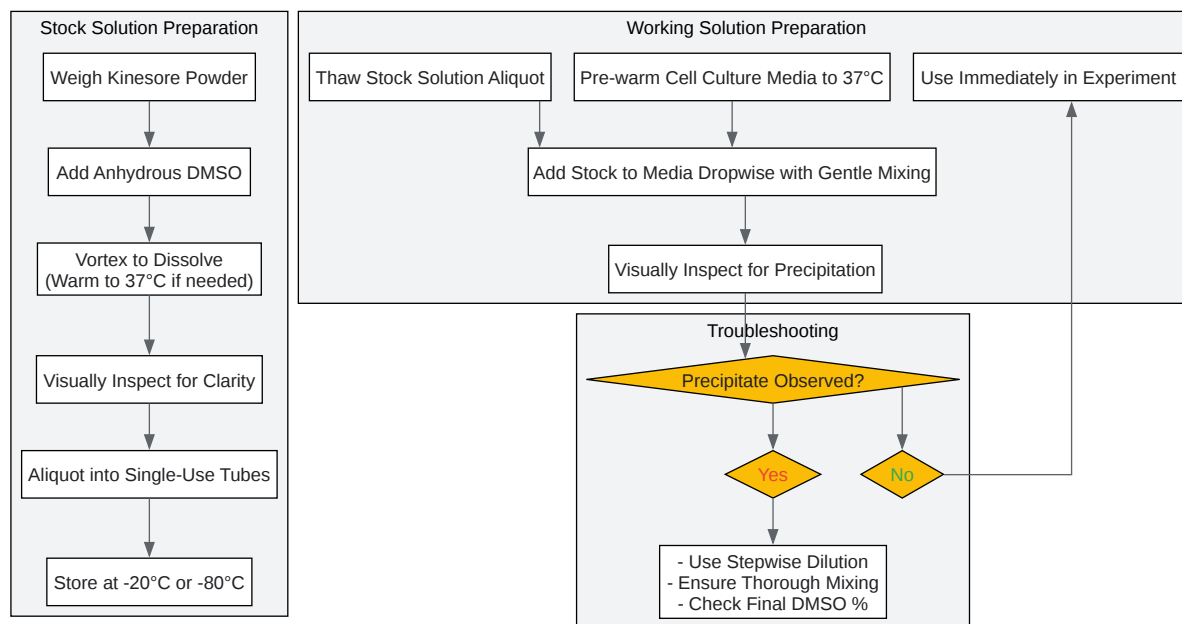 Stock Solution Preparation
Weigh Kinesore Powder
Add Anhydrous DMSO
Vortex to Dissolve
(Warm to 37°C if needed)
Visually Inspect for Clarity
Aliquot into Single-Use Tubes
Store at -20°C or -80°C
Working Solution Preparation
Thaw Stock Solution Aliquot
Pre-warm Cell Culture Media to 37°C
Use Immediately in Experiment
Add Stock to Media Dropwise with Gentle Mixing
Visually Inspect for Precipitation
Troubleshooting
Precipitate Observed?
Yes
No
- Use Stepwise Dilution
- Ensure Thorough Mixing
- Check Final DMSO %